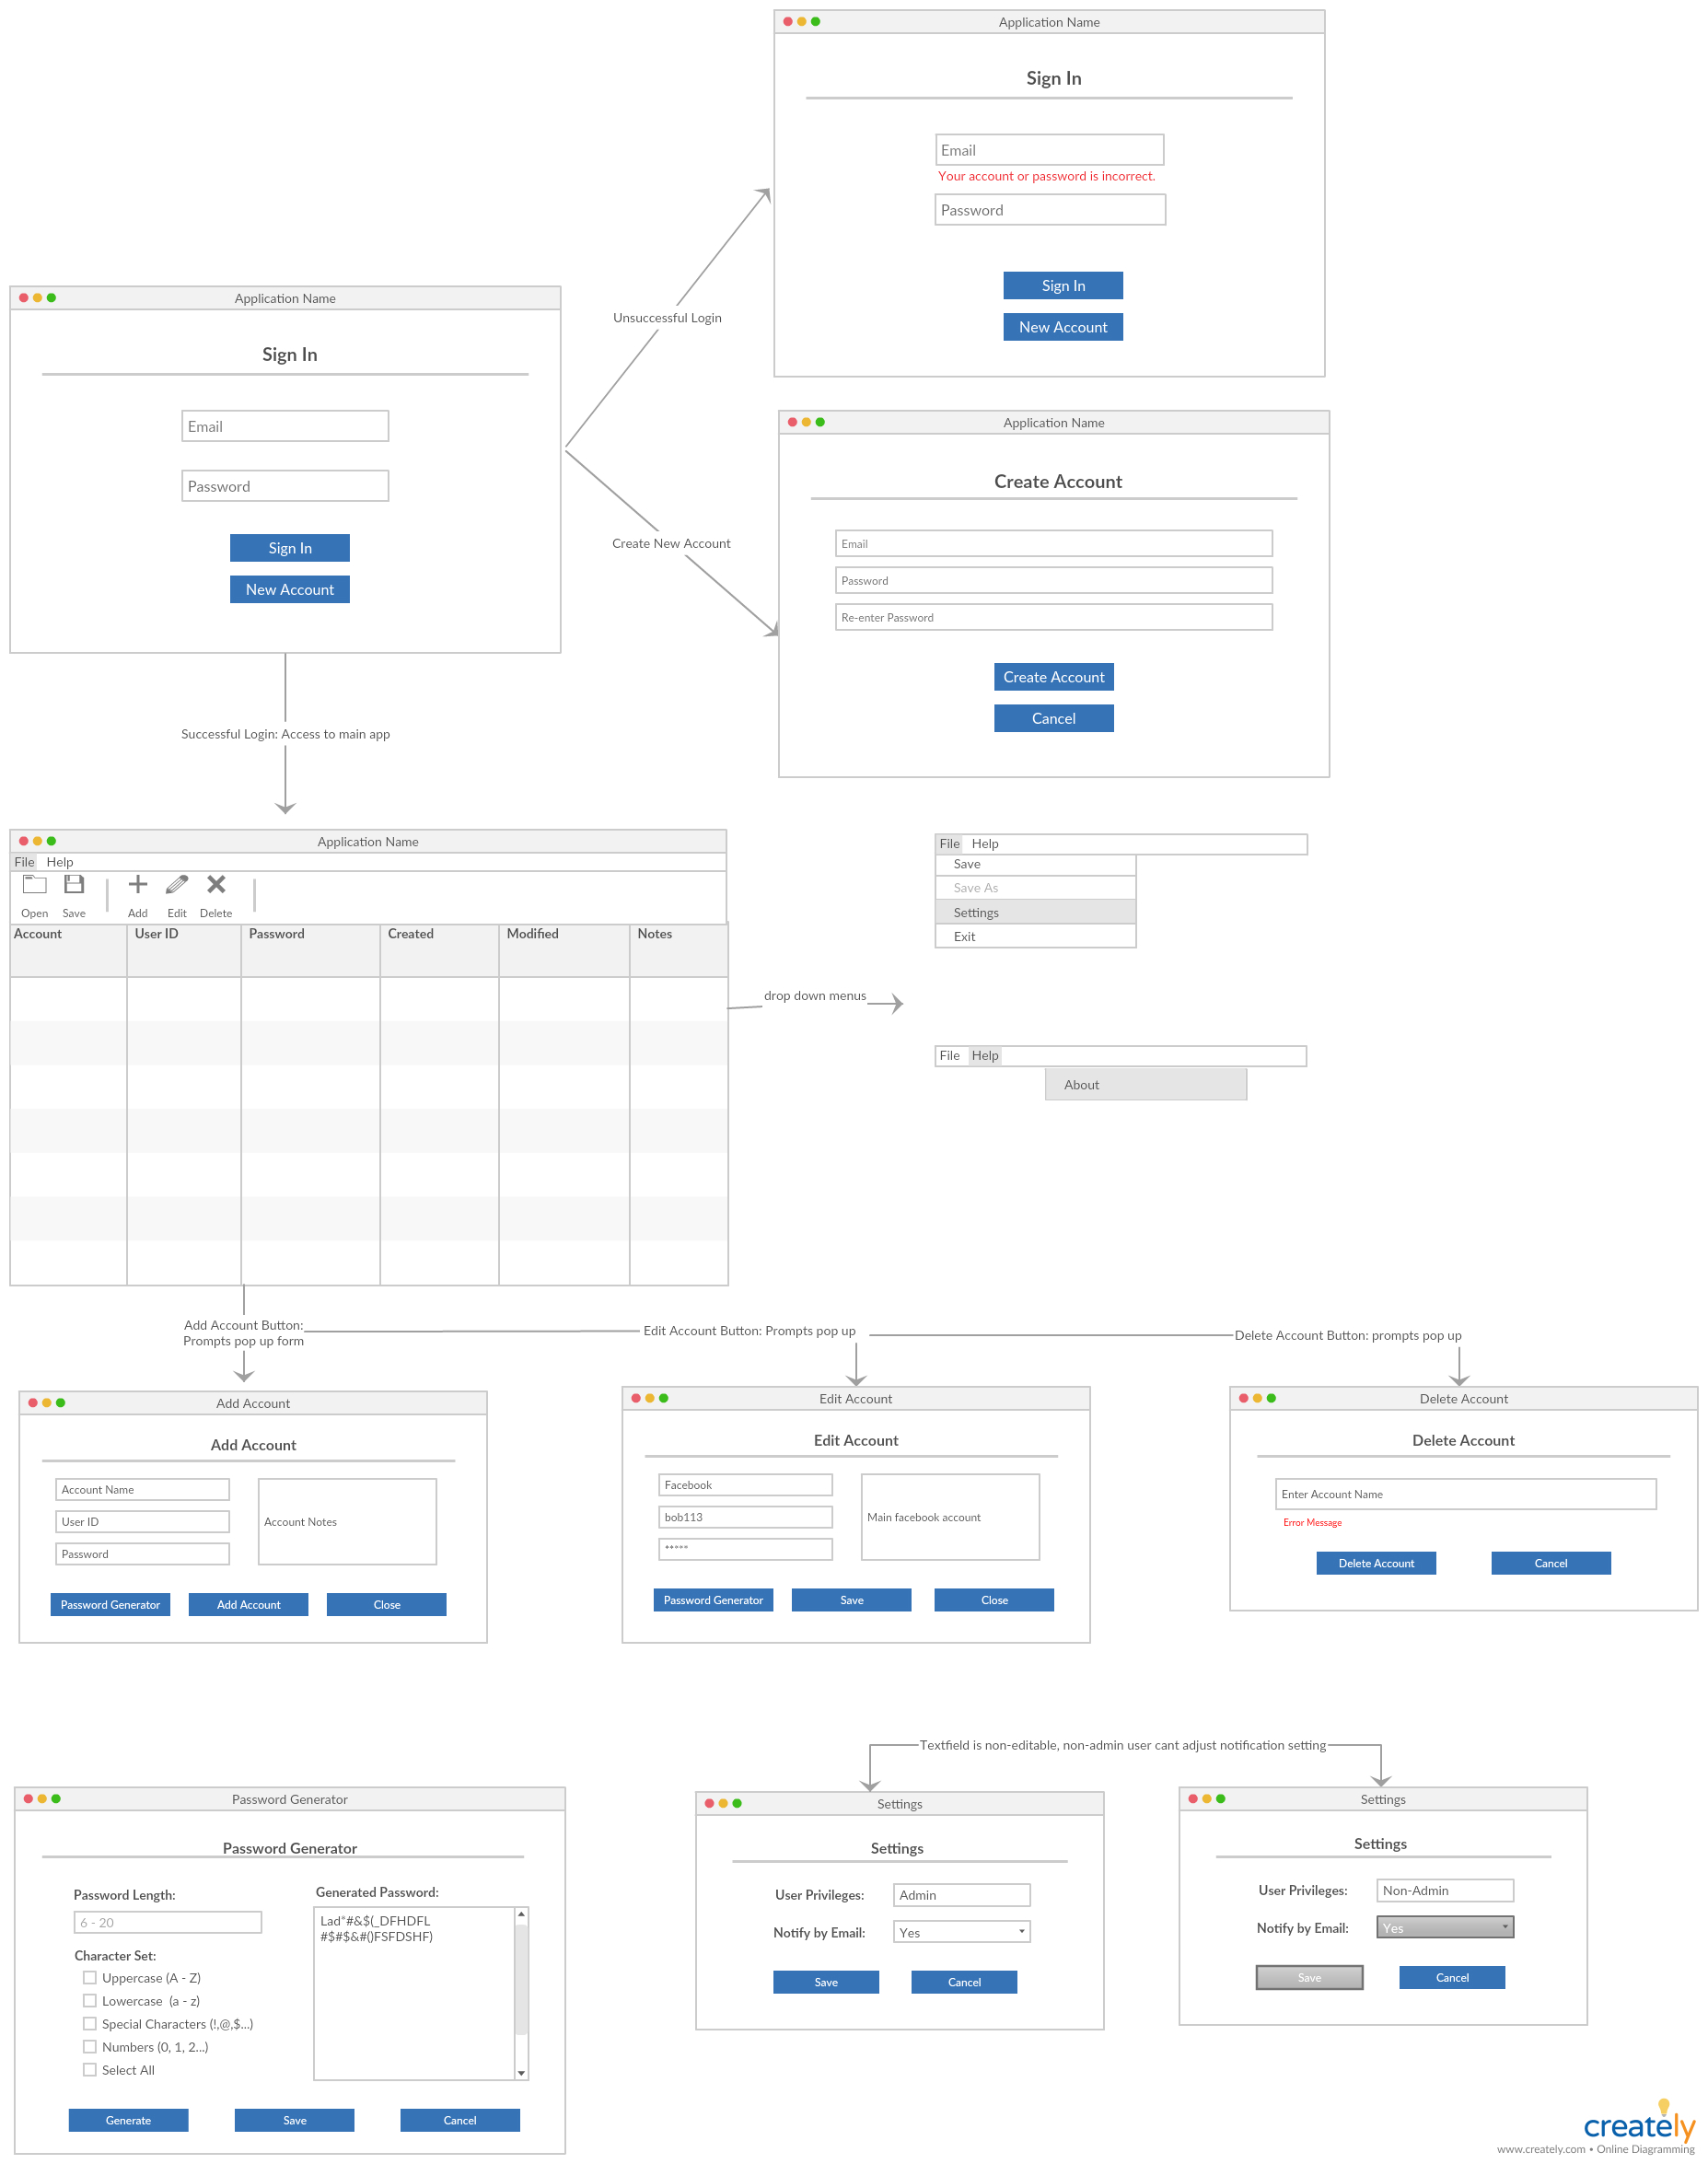 Application Name
Sign In
Email
Your account or password is incorrect.
Password
Sign In
New Account
Application Name
Sign In
Email
Password
Sign In
New Account
Unsuccessful Login
Create New Account
Application Name
Create Account
Email
Password
Re-enter Password
Create Account
Cancel
Successful Login: Access to main app
Application Name
File Help
Open Save Add Edit Delete
Account User ID Password Created Modified Notes
drop down menus
File Help
Save
Save As
Settings
Exit
File Help
About
Add Account Button:
Prompts pop up form
Edit Account Button: Prompts pop up
Delete Account Button: prompts pop up
Add Account
Add Account
Account Name
User ID
Password
Account Notes
Password Generator Add Account Close
Edit Account
Edit Account
Facebook
bob113
*****
Main facebook account
Password Generator Save Close
Delete Account
Delete Account
Enter Account Name
Error Message
Delete Account Cancel
Textfield is non-editable, non-admin user cant adjust notification setting
Password Generator
Password Generator
Password Length:
6 - 20
Character Set:
Uppercase (A - Z)
Lowercase (a - z)
Special Characters (!,@,$...)
Numbers (0, 1, 2...)
Select All
Generated Password:
Lad*#&$(_DFHDFL
#$#$&#()FSFDSHF)
Generate Save Cancel
Settings
Settings
User Privileges: Admin
Notify by Email: Yes
Save Cancel
Settings
Settings
User Privileges: Non-Admin
Notify by Email: Yes
Save Cancel
creately
www.creately.com • Online Diagramming